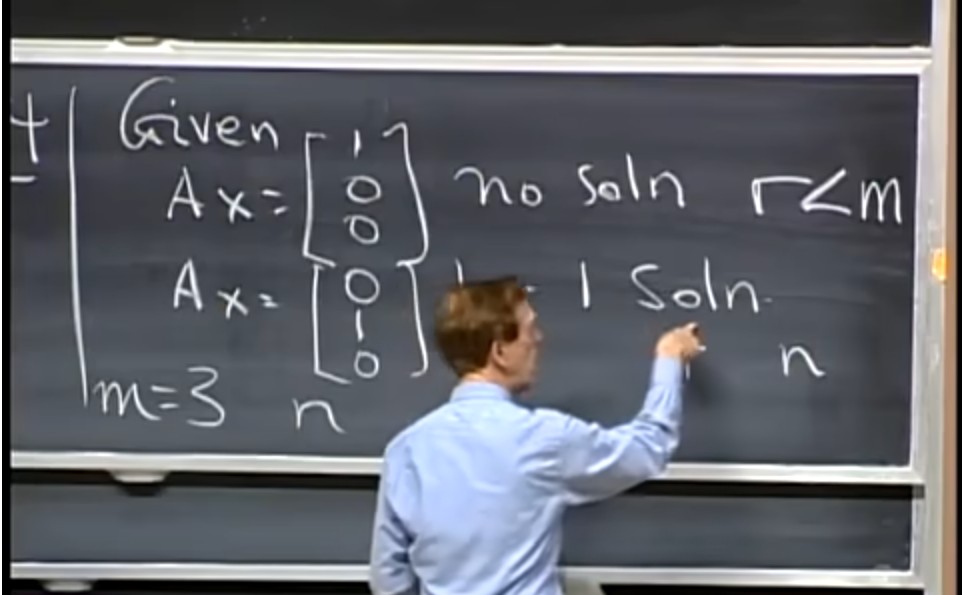 t Given
Ax = [1 0 0] no soln r<m
Ax = [0 1 0] 1 Soln.
m=3 n n